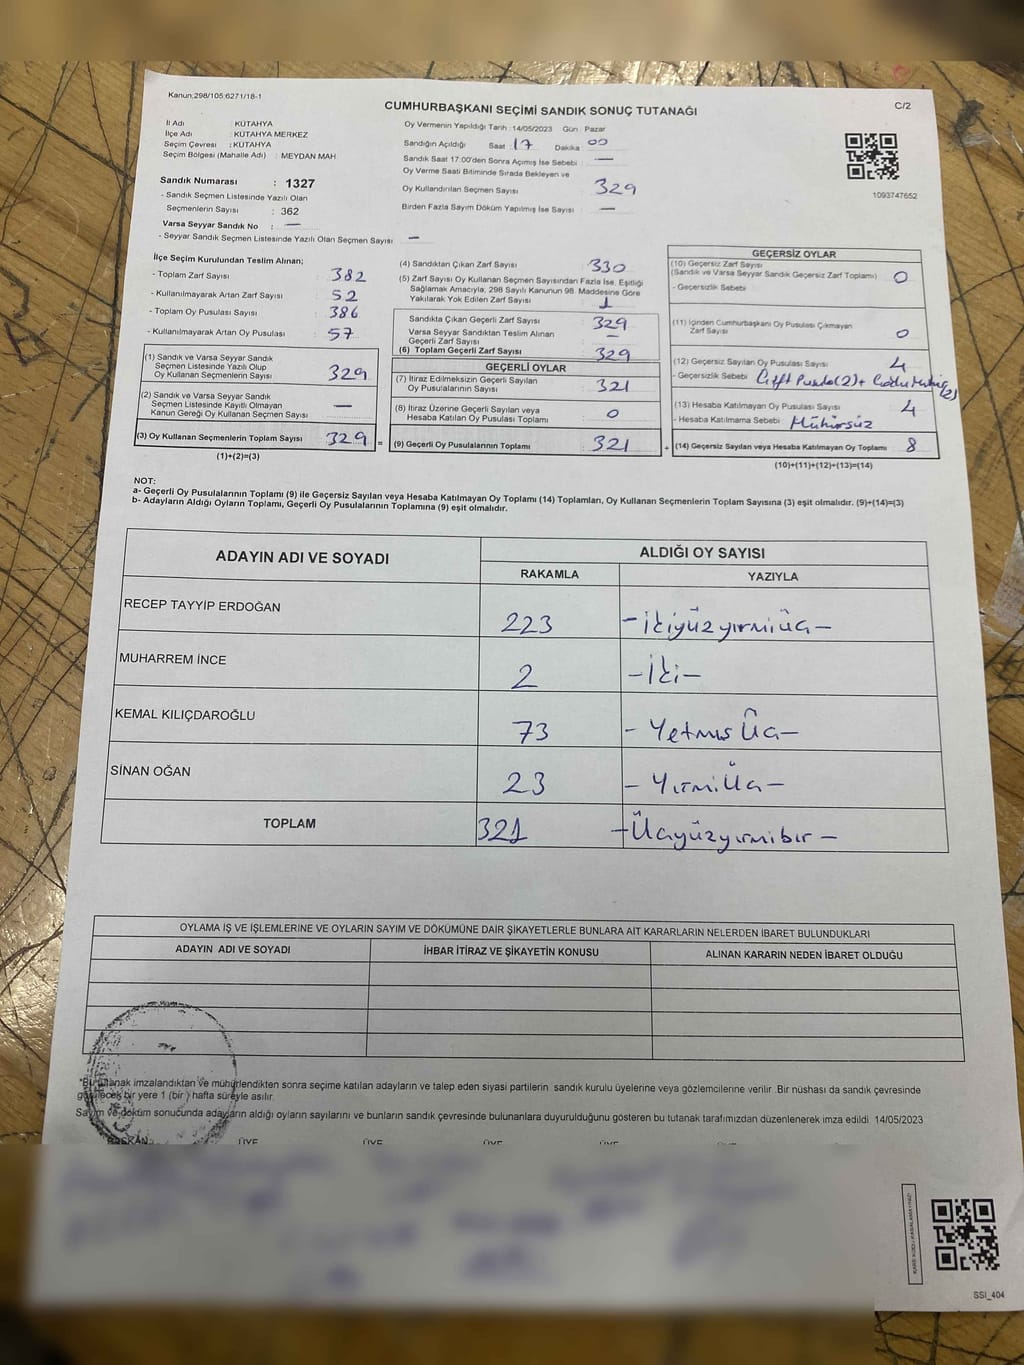 Kanun:298/105;6271/18-1
CUMHURBAŞKANI SEÇİMİ SANDIK SONUÇ TUTANAĞI
C/2
İl Adı : KÜTAHYA
İlçe Adı : KÜTAHYA MERKEZ
Seçim Çevresi : KÜTAHYA
Seçim Bölgesi (Mahalle Adı) : MEYDAN MAH
Sandık Numarası : 1327
- Sandık Seçmen Listesinde Yazılı Olan
Seçmenlerin Sayısı : 362
Varsa Seyyar Sandık No : —
- Seyyar Sandık Seçmen Listesinde Yazılı Olan Seçmen Sayısı —
Oy Vermenin Yapıldığı Tarih :14/05/2023 Gün : Pazar
Sandığın Açıldığı Saat 17 Dakika 00
Sandık Saat 17:00'den Sonra Açımış İse Sebebi : —
Oy Verme Saati Bitiminde Sırada Bekleyen ve
Oy Kullandırılan Seçmen Sayısı : 329
Birden Fazla Sayım Döküm Yapılmış İse Sayısı : —
1093747652
İlçe Seçim Kurulundan Teslim Alınan;
- Toplam Zarf Sayısı : 382
- Kullanılmayarak Artan Zarf Sayısı : 52
- Toplam Oy Pusulası Sayısı : 386
- Kullanılmayarak Artan Oy Pusulası : 57
(1) Sandık ve Varsa Seyyar Sandık
Seçmen Listesinde Yazılı Olup
Oy Kullanan Seçmenlerin Sayısı : 329
(2) Sandık ve Varsa Seyyar Sandık
Seçmen Listesinde Kayıtlı Olmayan
Kanun Gereği Oy Kullanan Seçmen Sayısı : —
(3) Oy Kullanan Seçmenlerin Toplam Sayısı : 329 =
(1)+(2)=(3)
(4) Sandıktan Çıkan Zarf Sayısı : 330
(5) Zarf Sayısı Oy Kullanan Seçmen Sayısından Fazla İse, Eşitliği
Sağlamak Amacıyla, 298 Sayılı Kanunun 98. Maddesine Göre
Yakılarak Yok Edilen Zarf Sayısı : 1
Sandıkta Çıkan Geçerli Zarf Sayısı : 329
Varsa Seyyar Sandıktan Teslim Alınan
Geçerli Zarf Sayısı : —
(6) Toplam Geçerli Zarf Sayısı : 329
GEÇERLİ OYLAR
(7) İtiraz Edilmeksizin Geçerli Sayılan
Oy Pusulalarının Sayısı : 321
(8) İtiraz Üzerine Geçerli Sayılan veya
Hesaba Katılan Oy Pusulası Toplamı : 0
(9) Geçerli Oy Pusulalarının Toplamı : 321 +
GEÇERSİZ OYLAR
(10) Geçersiz Zarf Sayısı
(Sandık ve Varsa Seyyar Sandık Geçersiz Zarf Toplamı) : 0
- Geçersizlik Sebebi
(11) İçinden Cumhurbaşkanı Oy Pusulası Çıkmayan
Zarf Sayısı : 0
(12) Geçersiz Sayılan Oy Pusulası Sayısı : 4
- Geçersizlik Sebebi : Çift Pusula(2)+ (2)
(13) Hesaba Katılmayan Oy Pusulası Sayısı : 4
- Hesaba Katılmama Sebebi : Mühürsüz
(14) Geçersiz Sayılan veya Hesaba Katılmayan Oy Toplamı : 8
(10)+(11)+(12)+(13)=(14)
NOT:
a- Geçerli Oy Pusulalarının Toplamı (9) ile Geçersiz Sayılan veya Hesaba Katılmayan Oy Toplamı (14) Toplamları, Oy Kullanan Seçmenlerin Toplam Sayısına (3) eşit olmalıdır. (9)+(14)=(3)
b- Adayların Aldığı Oyların Toplamı, Geçerli Oy Pusulalarının Toplamına (9) eşit olmalıdır.
ADAYIN ADI VE SOYADI
ALDIĞI OY SAYISI
RAKAMLA YAZIYLA
RECEP TAYYİP ERDOĞAN 223 -İkiyüzyirmiüç-
MUHARREM İNCE 2 -İki-
KEMAL KILIÇDAROĞLU 73 -Yetmiş Üç-
SİNAN OĞAN 23 -Yirmi Üç-
TOPLAM 321 -Üçyüzyirmibir-
OYLAMA İŞ VE İŞLEMLERİNE VE OYLARIN SAYIM VE DÖKÜMÜNE DAİR ŞİKAYETLERLE BUNLARA AİT KARARLARIN NELERDEN İBARET BULUNDUKLARI
ADAYIN ADI VE SOYADI İHBAR İTİRAZ VE ŞİKAYETİN KONUSU ALINAN KARARIN NEDEN İBARET OLDUĞU
*Bu tutanak imzalandıktan ve mühürlendikten sonra seçime katılan adayların ve talep eden siyasi partilerin sandık kurulu üyelerine veya gözlemcilerine verilir .Bir nüshası da sandık çevresinde
görülecek bir yere 1 (bir ) hafta süreyle asılır.
Sayım ve döküm sonucunda adayların aldığı oyların sayılarını ve bunların sandık çevresinde bulunanlara duyurulduğunu gösteren bu tutanak tarafımızdan düzenlenerek imza edildi 14/05/2023
BAŞKAN ÜYE ÜYE ÜYE ÜYE
SSI_404